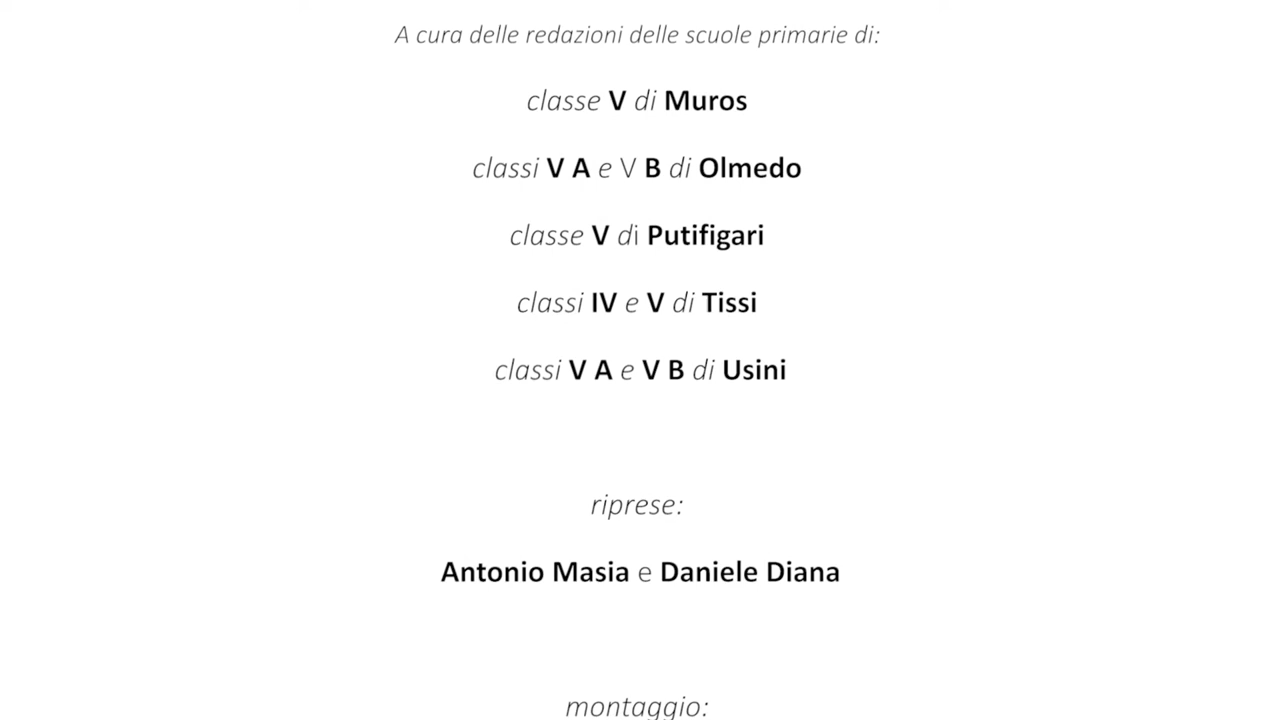 A cura delle redazioni delle scuole primarie di:
classe V di Muros
classi V A e V B di Olmedo
classe V di Putifigari
classi IV e V di Tissi
classi V A e V B di Usini
riprese:
Antonio Masia e Daniele Diana
montaggio: